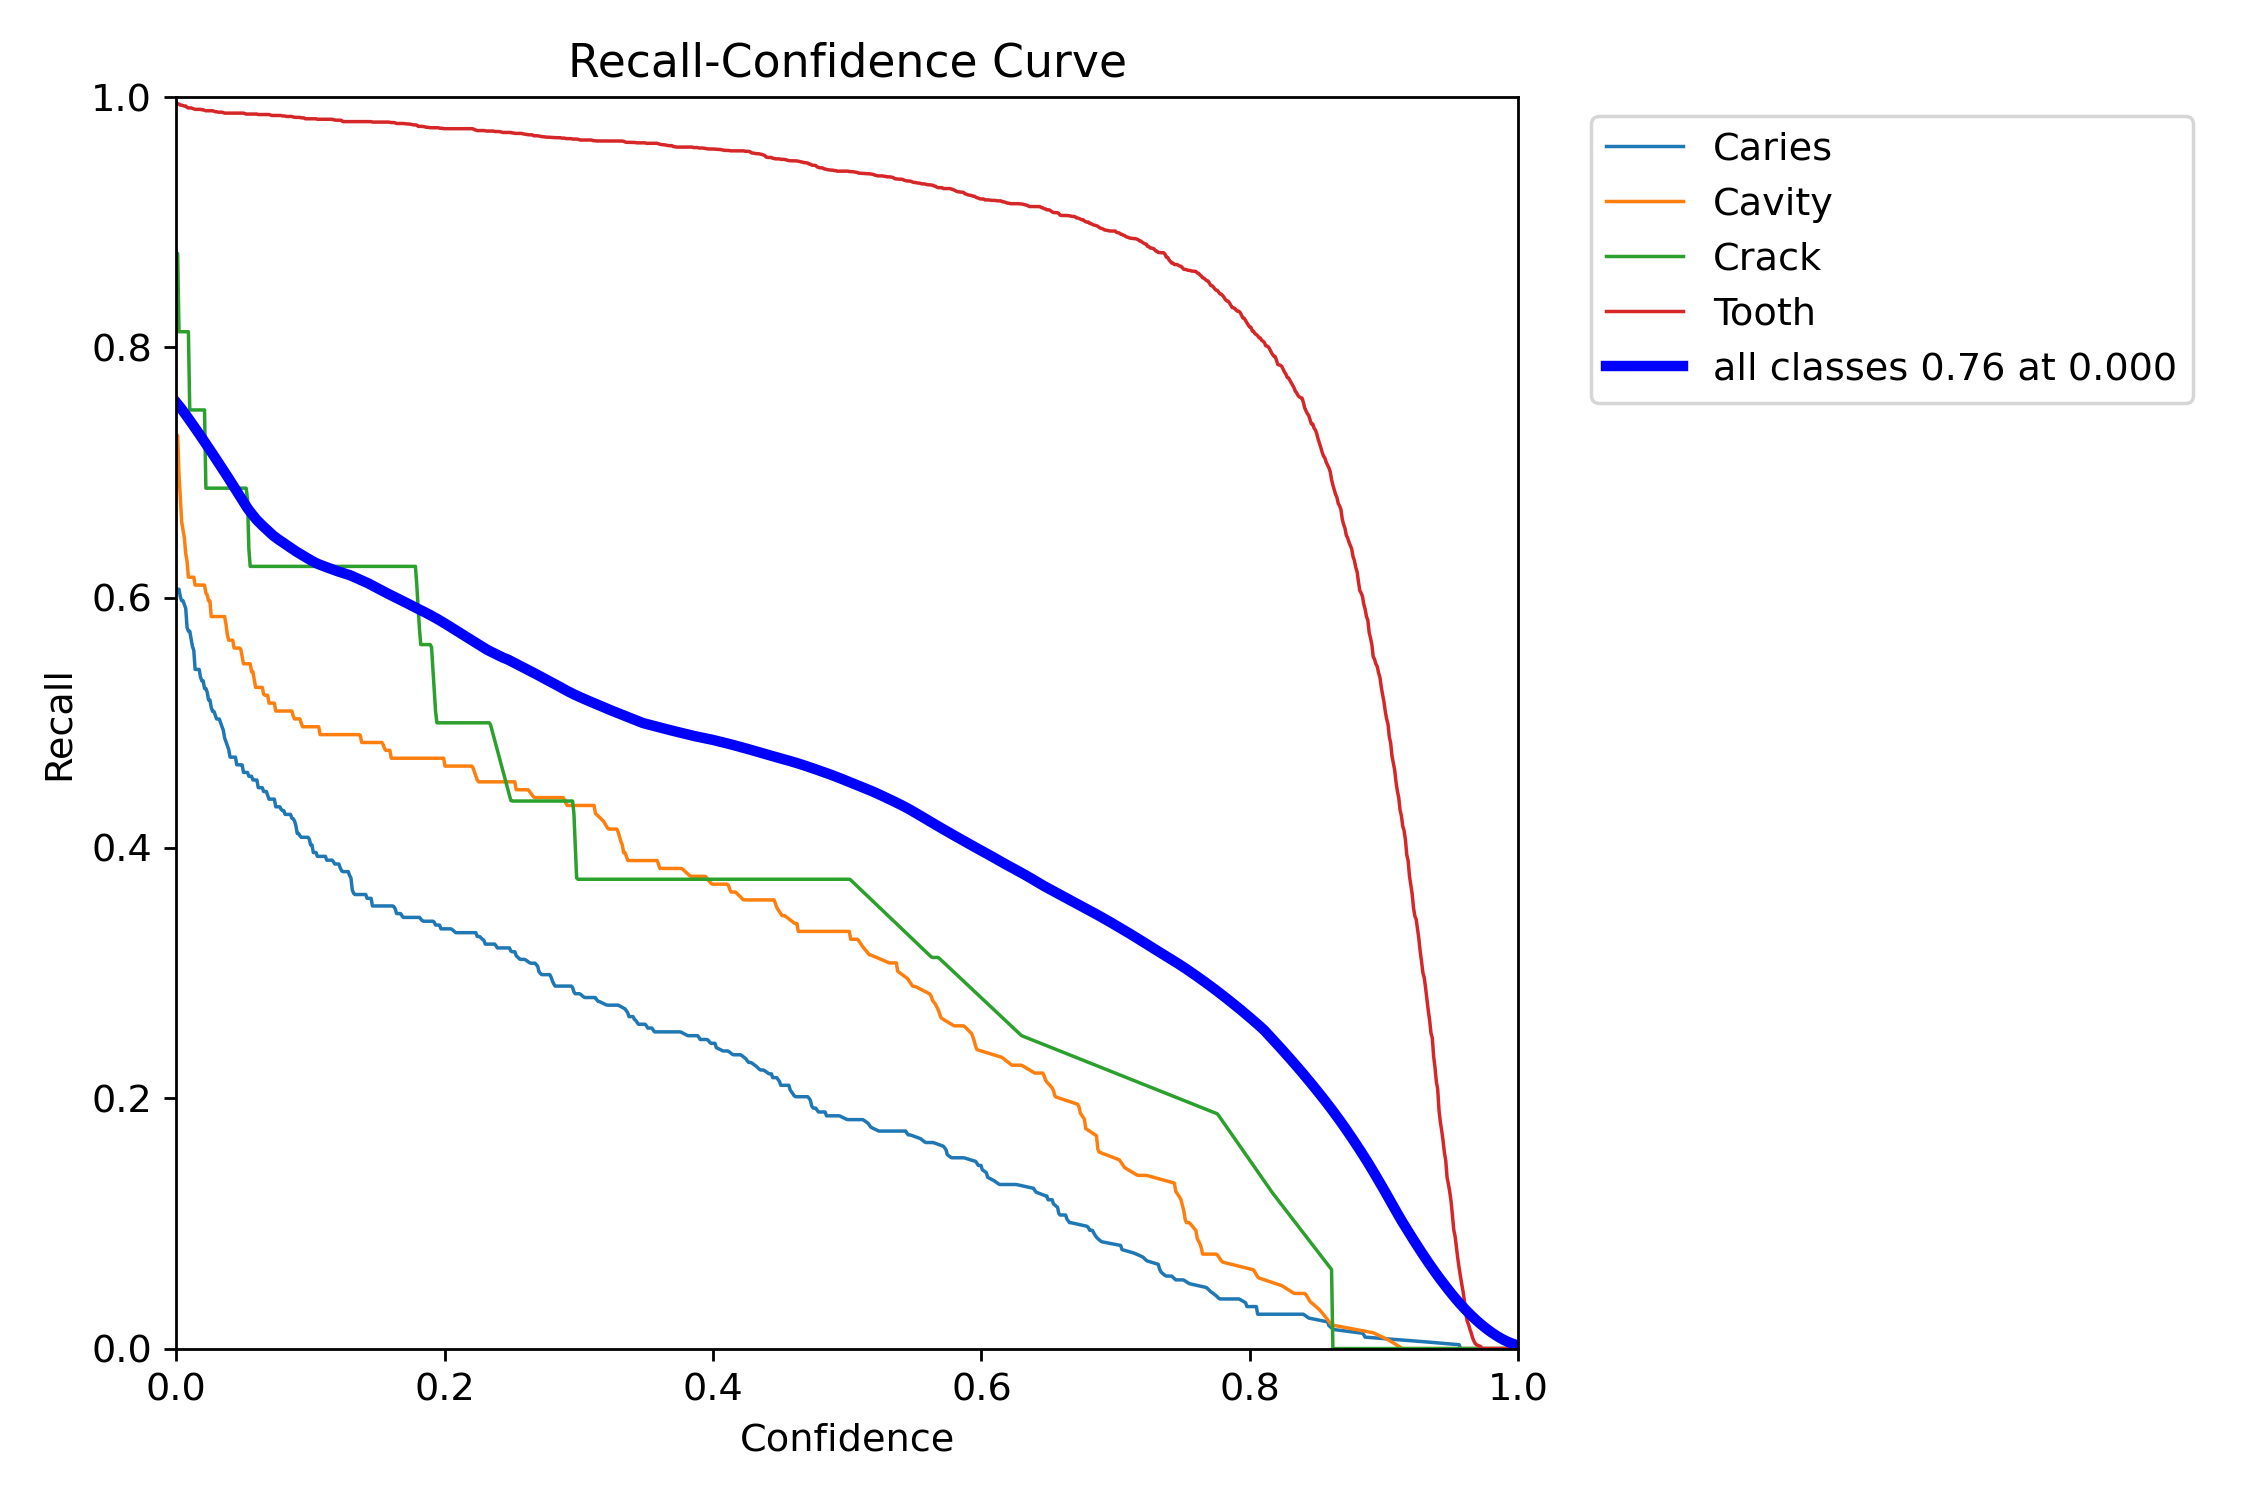 Recall-Confidence Curve
1.0
0.8
0.6
0.4
0.2
0.0
Recall
0.0 0.2 0.4 0.6 0.8 1.0
Confidence
Caries
Cavity
Crack
Tooth
all classes 0.76 at 0.000